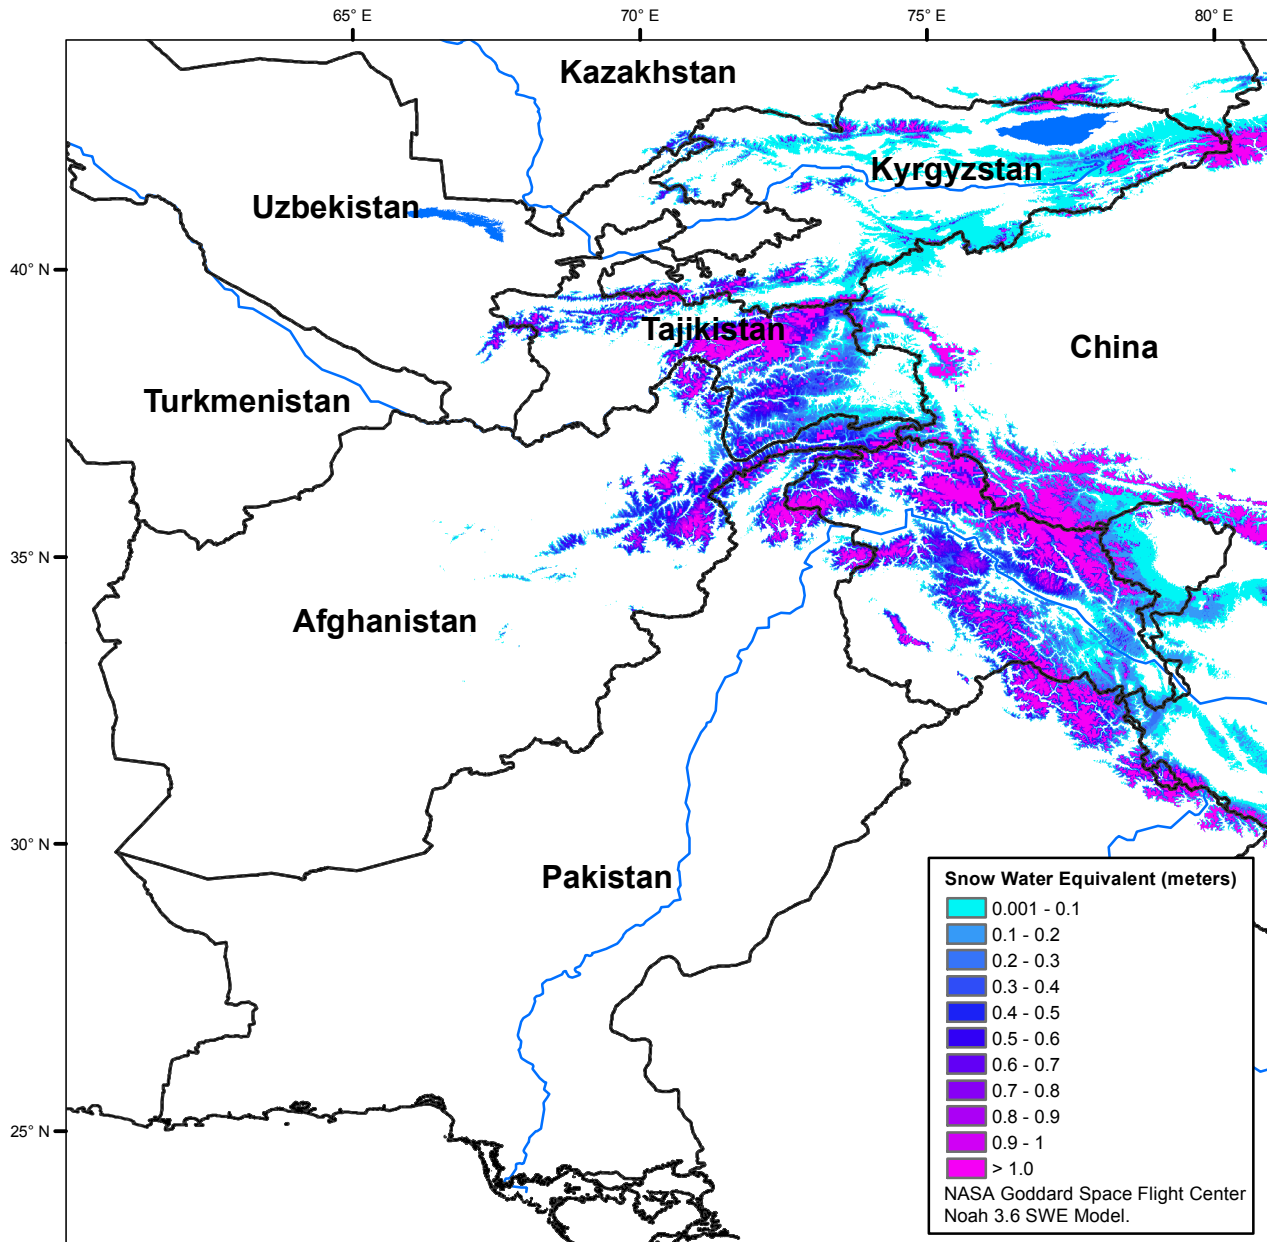 65° E
70° E
75° E
80° E
Kazakhstan
Kyrgyzstan
Uzbekistan
40° N
Tajikistan
China
Turkmenistan
35° N
Afghanistan
30° N
Pakistan
25° N
Snow Water Equivalent (meters)
0.001 - 0.1
0.1 - 0.2
0.2 - 0.3
0.3 - 0.4
0.4 - 0.5
0.5 - 0.6
0.6 - 0.7
0.7 - 0.8
0.8 - 0.9
0.9 - 1
> 1.0
NASA Goddard Space Flight Center
Noah 3.6 SWE Model.